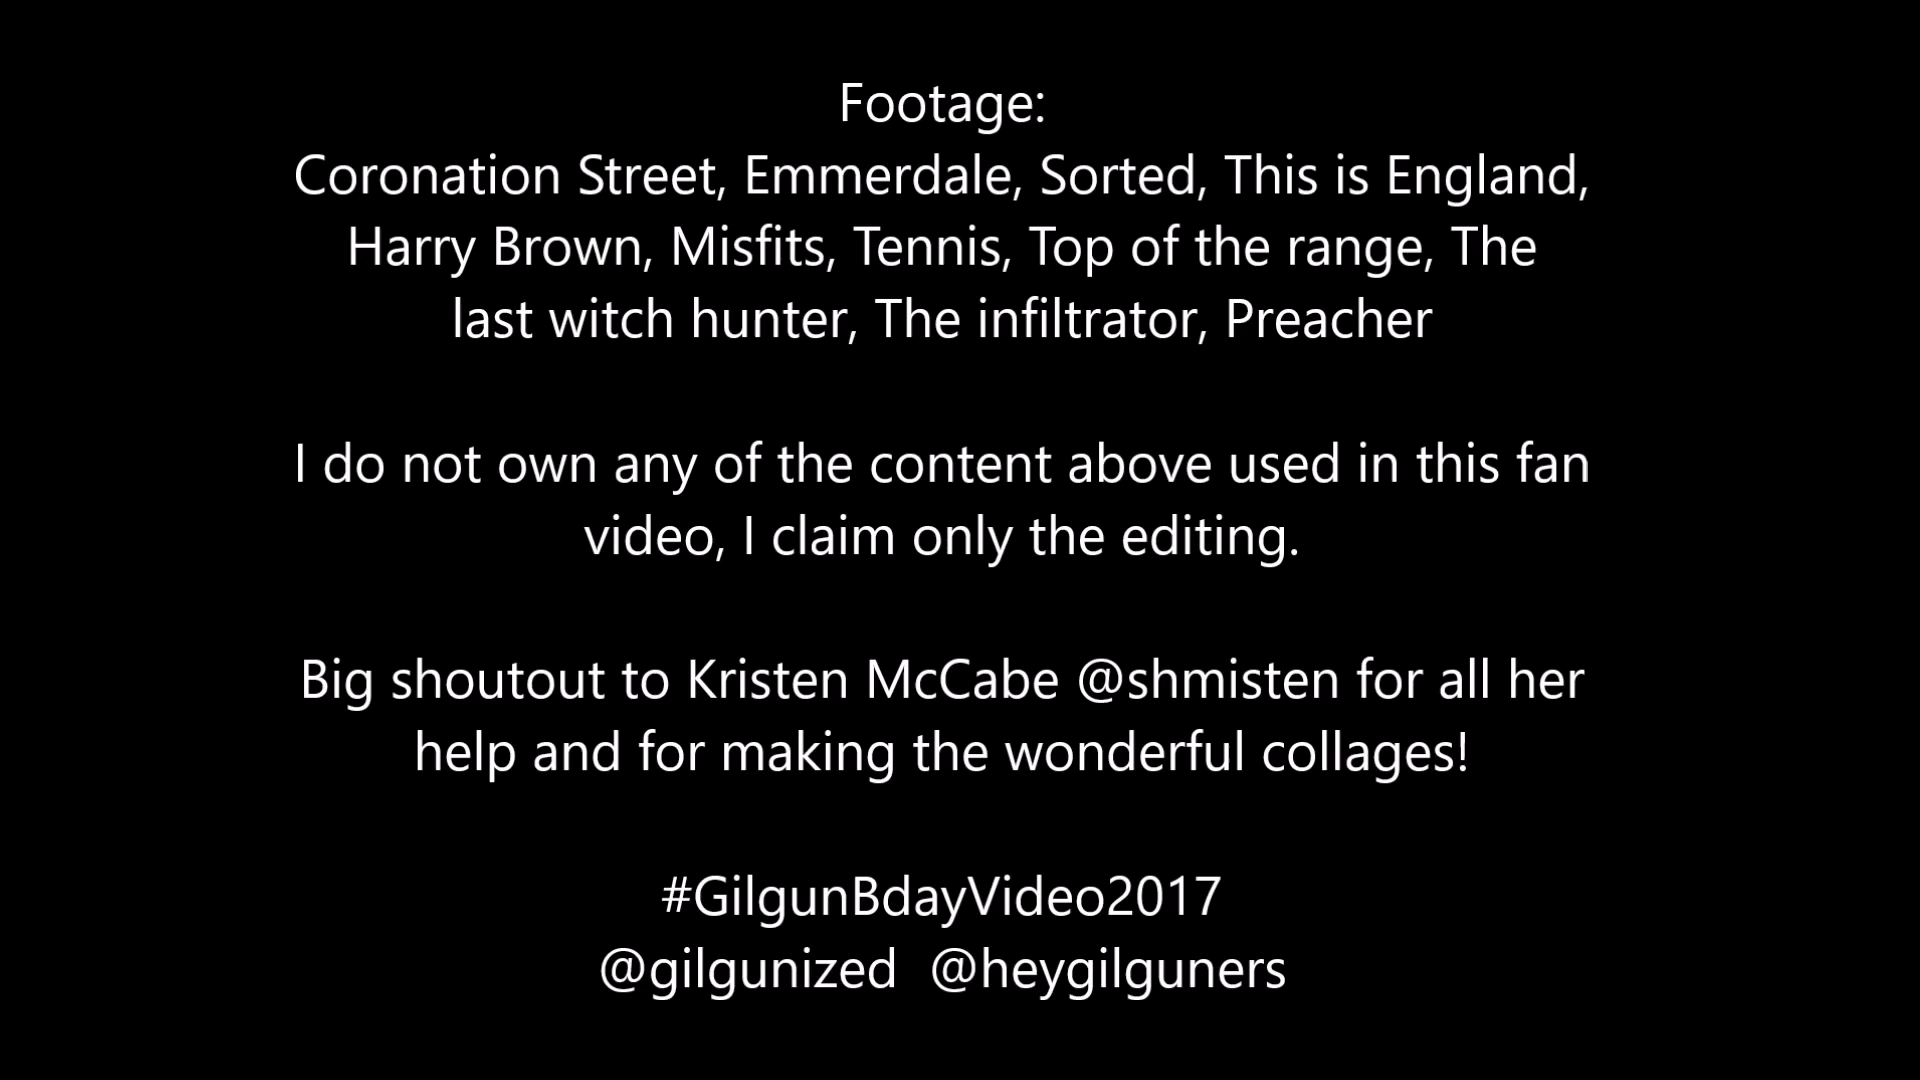 Footage:
Coronation Street, Emmerdale, Sorted, This is England,
Harry Brown, Misfits, Tennis, Top of the range, The
last witch hunter, The infiltrator, Preacher
I do not own any of the content above used in this fan
video, I claim only the editing.
Big shoutout to Kristen McCabe @shmisten for all her
help and for making the wonderful collages!
#GilgunBdayVideo2017
@gilgunized @heygilguners